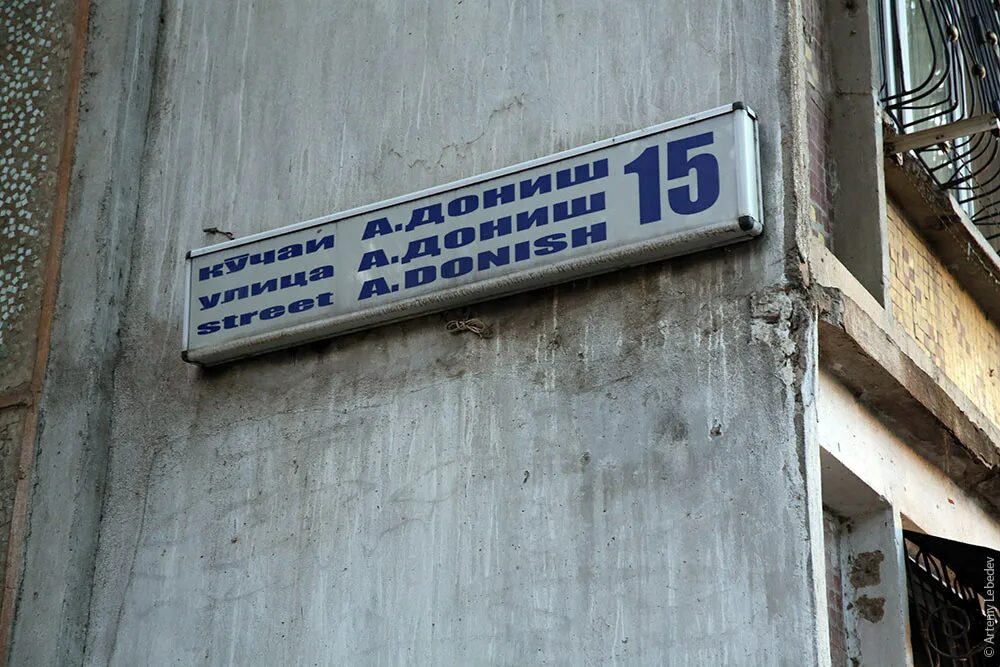 кӯчаи А.ДОНИШ 15
улица А.ДОНИШ
street A.DONISH
© Artemy Lebedev